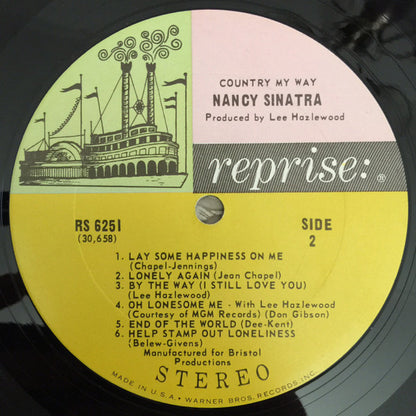 COUNTRY MY WAY
NANCY SINATRA
Produced by Lee Hazlewood
reprise:®
RS 6251
(30,658)
SIDE
2
1. LAY SOME HAPPINESS ON ME
(Chapel-Jennings)
2. LONELY AGAIN (Jean Chapel)
3. BY THE WAY (I STILL LOVE YOU)
(Lee Hazlewood)
4. OH LONESOME ME - With Lee Hazlewood
(Courtesy of MGM Records) (Don Gibson)
5. END OF THE WORLD (Dee-Kent)
6. HELP STAMP OUT LONELINESS
(Belew-Givens)
Manufactured for Bristol
Productions
STEREO
MADE IN U.S.A. • WARNER BROS. RECORDS INC.